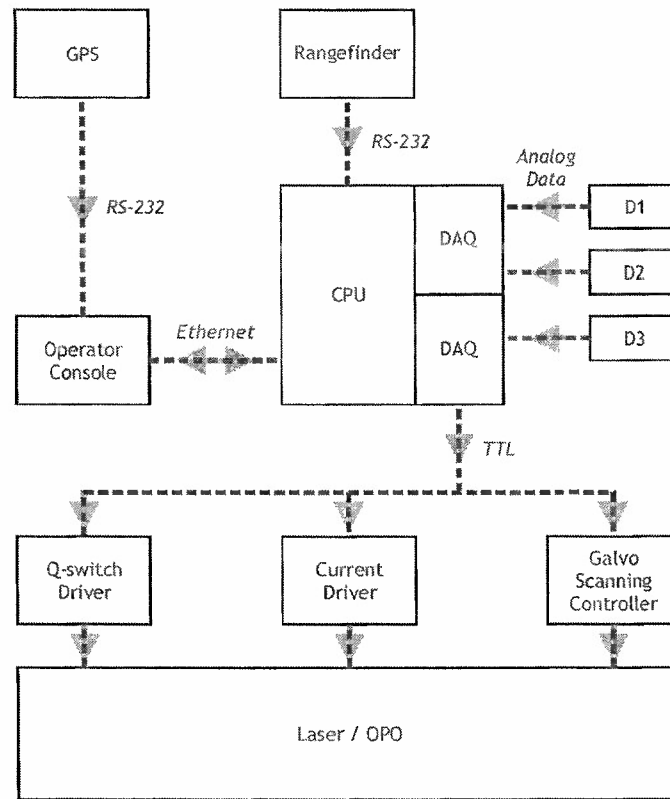 GPS
Rangefinder
RS-232
RS-232
Analog
Data
D1
D2
D3
DAQ
CPU
DAQ
Ethernet
Operator
Console
TTL
Q-switch
Driver
Current
Driver
Galvo
Scanning
Controller
Laser / OPO